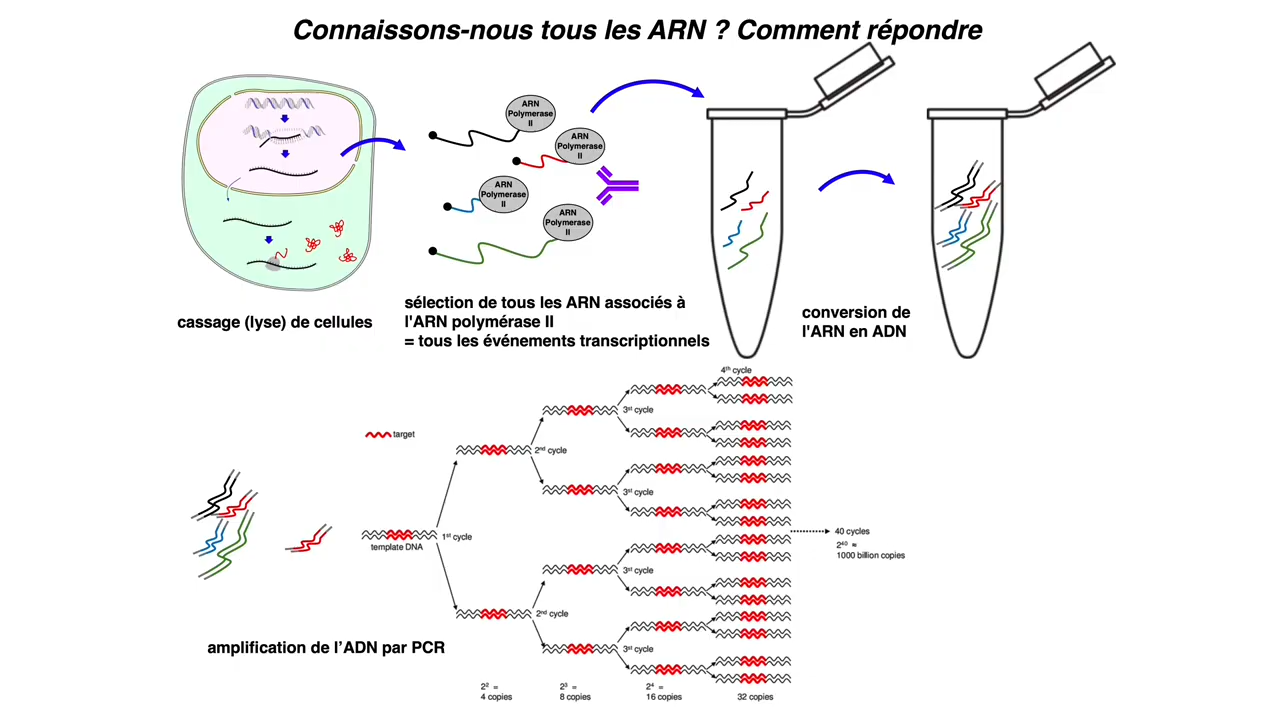 Connaissons-nous tous les ARN ? Comment répondre
ARN
Polymerase
II
ARN
Polymerase
II
ARN
Polymerase
II
ARN
Polymerase
II
cassage (lyse) de cellules
sélection de tous les ARN associés à
l'ARN polymérase II
= tous les événements transcriptionnels
conversion de
l'ARN en ADN
target
template DNA
1st cycle
2nd cycle
2nd cycle
3st cycle
3st cycle
3st cycle
3st cycle
4th cycle
40 cycles
2⁴⁰ =
1000 billion copies
amplification de l’ADN par PCR
2² =
4 copies
2³ =
8 copies
2⁴ =
16 copies
32 copies